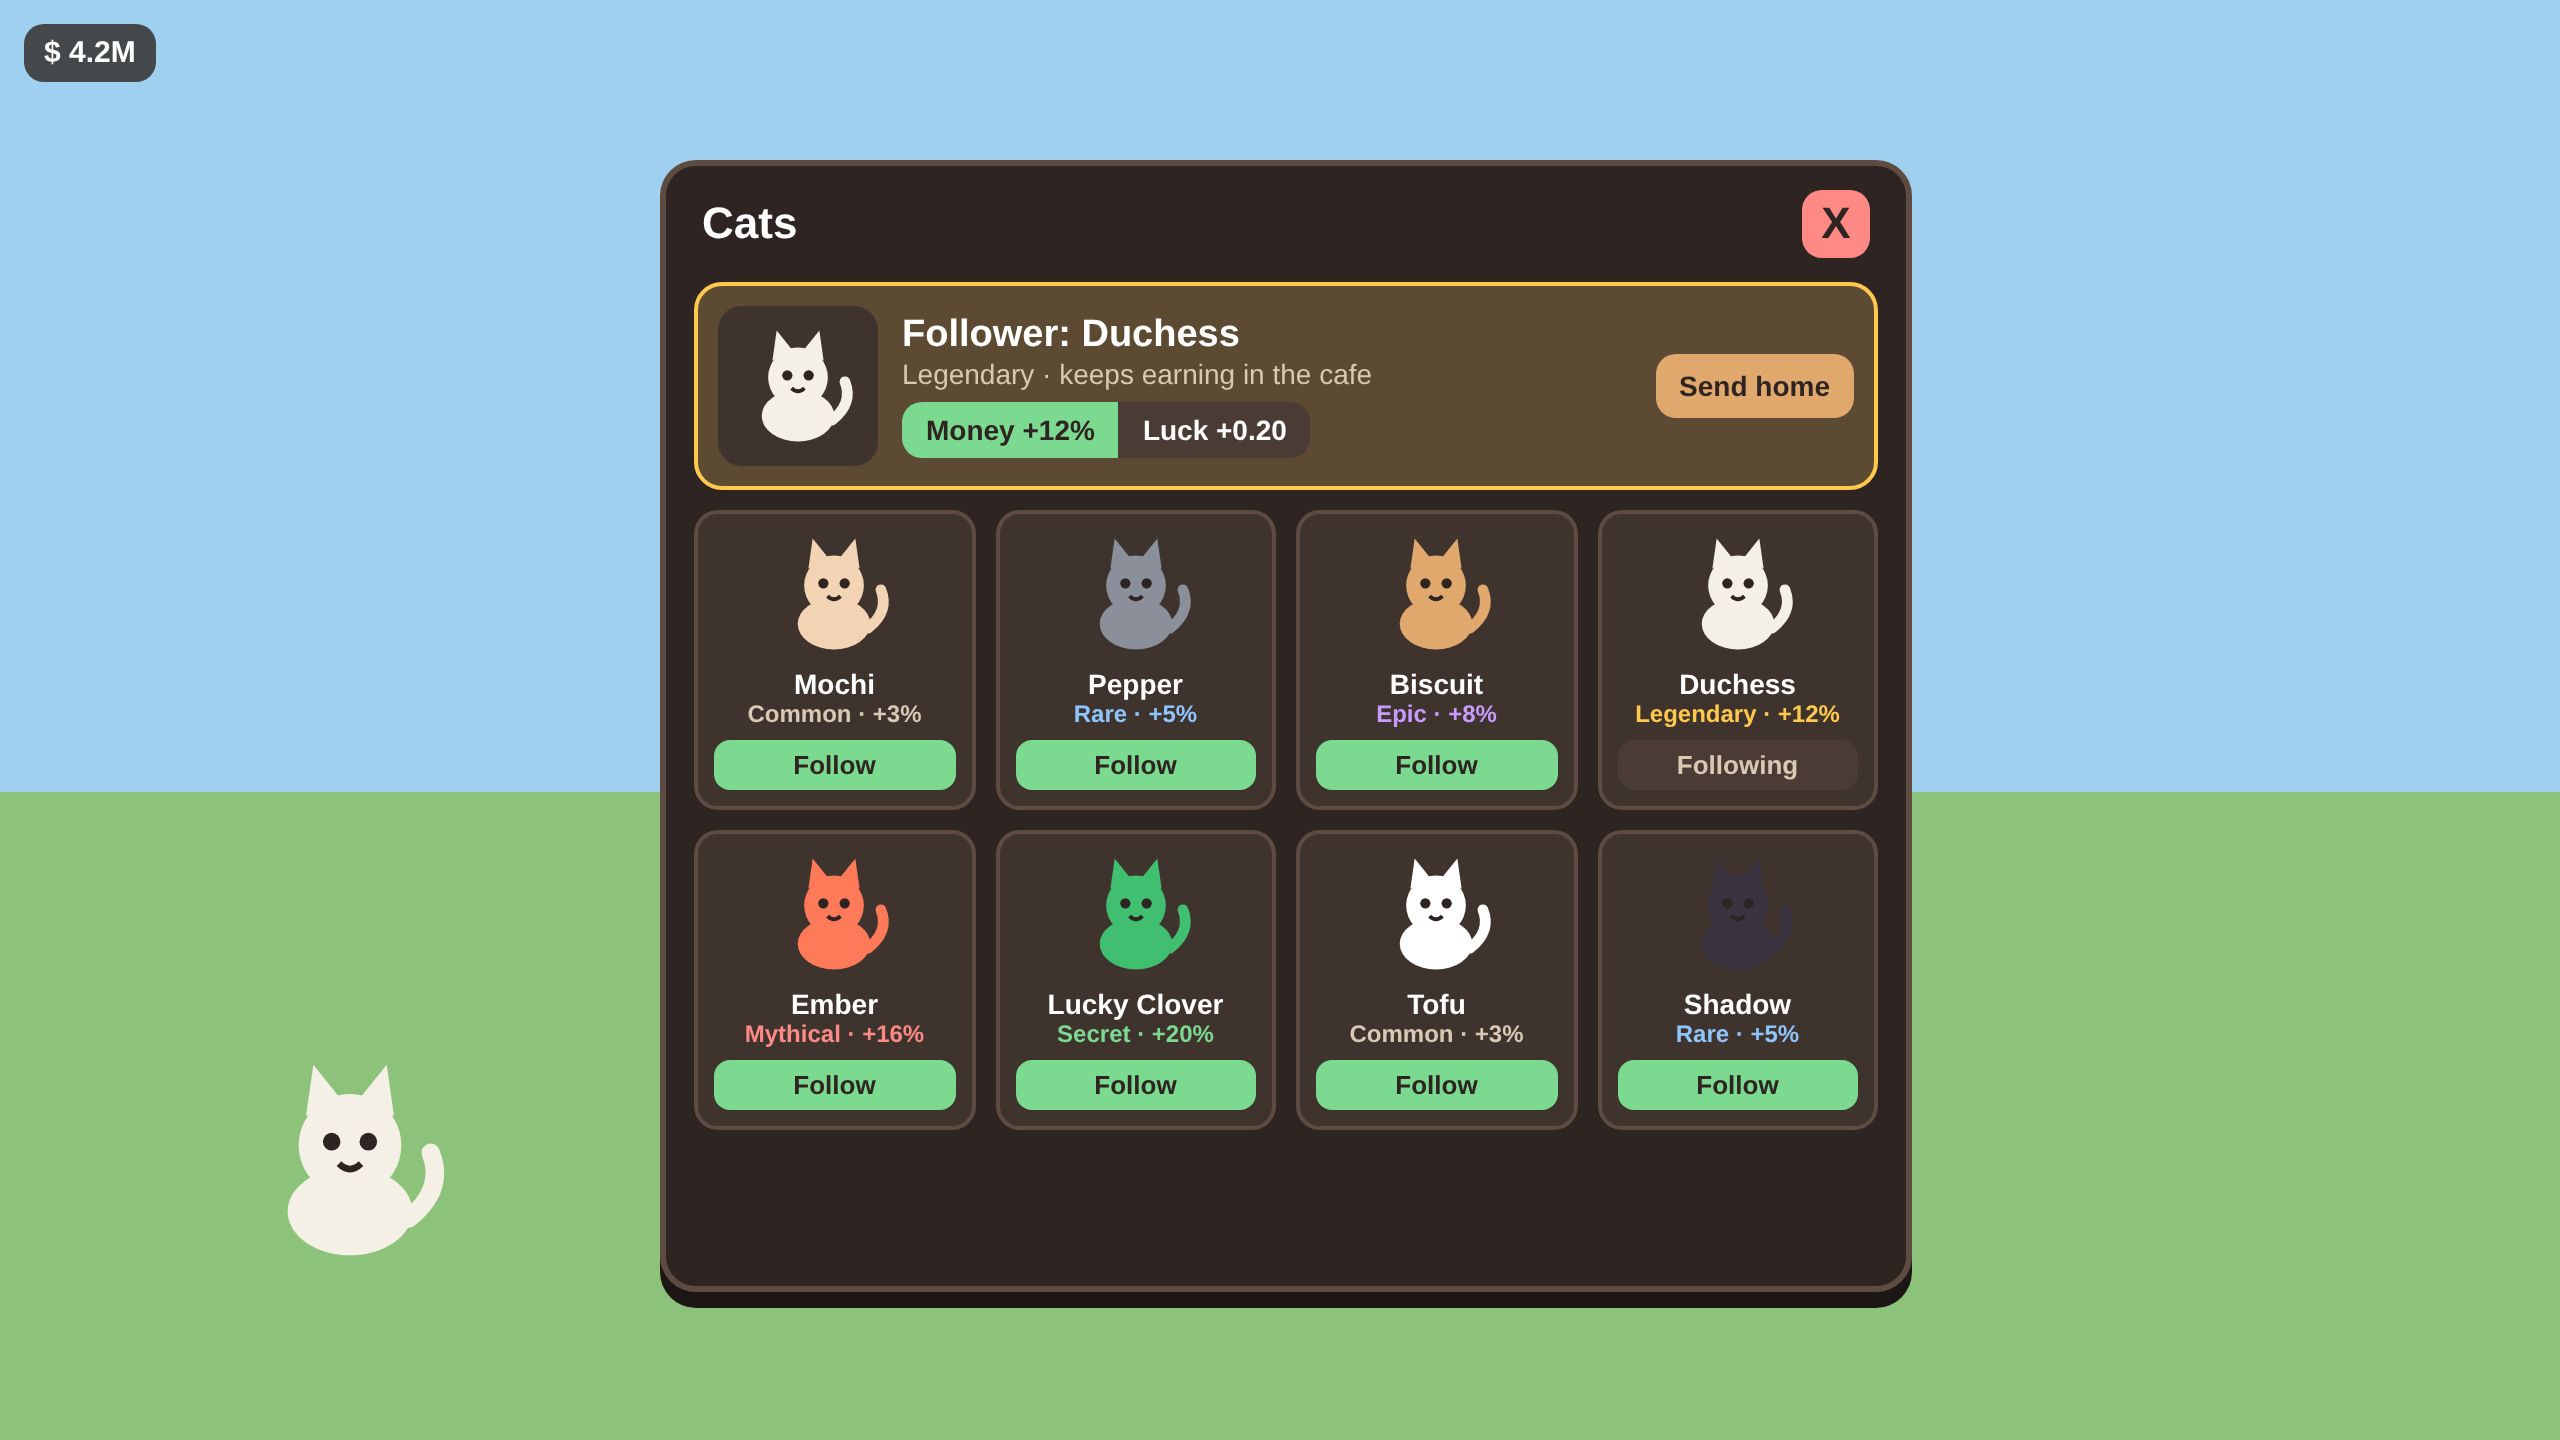 $ 4.2M
Cats
X
Follower: Duchess
Legendary · keeps earning in the cafe
Money +12% Luck +0.20
Send home
Mochi
Common · +3%
Follow
Pepper
Rare · +5%
Follow
Biscuit
Epic · +8%
Follow
Duchess
Legendary · +12%
Following
Ember
Mythical · +16%
Follow
Lucky Clover
Secret · +20%
Follow
Tofu
Common · +3%
Follow
Shadow
Rare · +5%
Follow